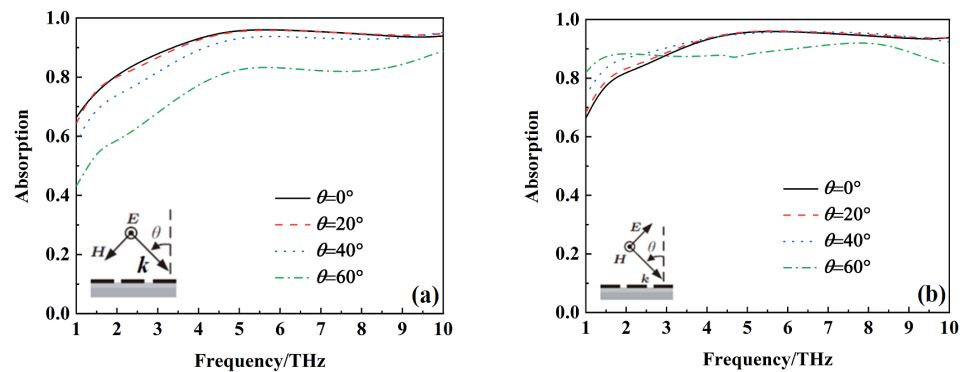 1.0
0.8
0.6
0.4
0.2
0.0
Absorption
θ=0°
θ=20°
θ=40°
θ=60°
E
θ
H
k
(a)
1 2 3 4 5 6 7 8 9 10
Frequency/THz
1.0
0.8
0.6
0.4
0.2
0.0
Absorption
θ=0°
θ=20°
θ=40°
θ=60°
E
θ
H
k
(b)
1 2 3 4 5 6 7 8 9 10
Frequency/THz